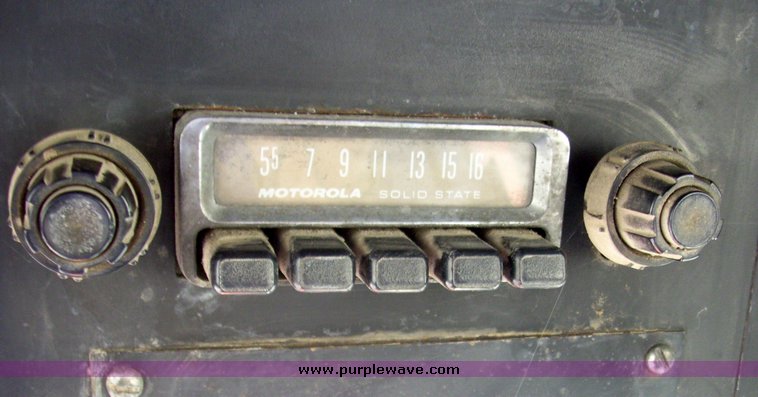 55 7 9 11 13 15 16
MOTOROLA SOLID STATE
www.purplewave.com